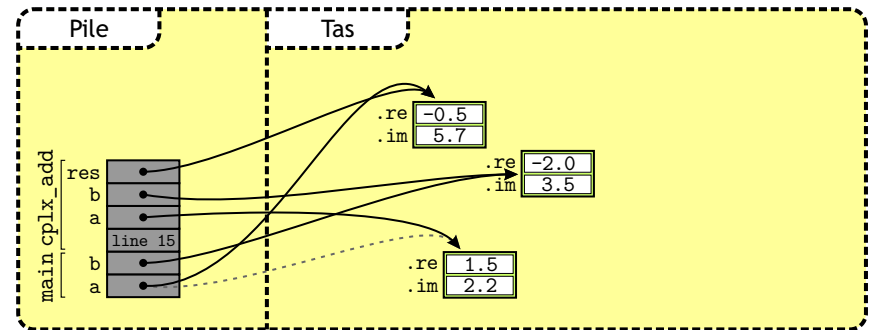 Pile
Tas
.re -0.5
.im 5.7
.re -2.0
.im 3.5
cplx_add
res
b
a
line 15
main
b
a
.re 1.5
.im 2.2